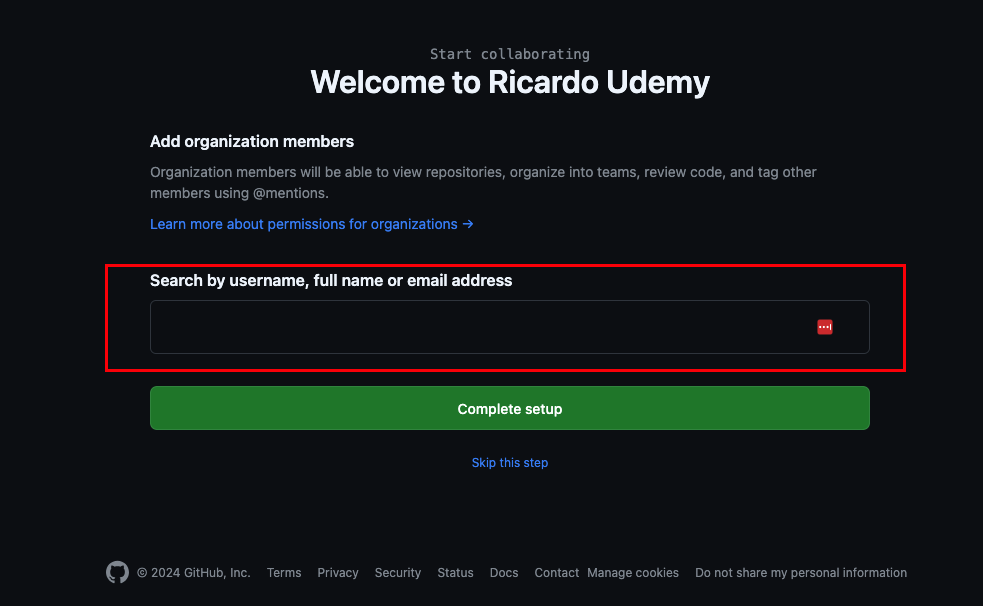 Start collaborating
Welcome to Ricardo Udemy
Add organization members
Organization members will be able to view repositories, organize into teams, review code, and tag other
members using @mentions.
Learn more about permissions for organizations →
Search by username, full name or email address
Complete setup
Skip this step
© 2024 GitHub, Inc. Terms Privacy Security Status Docs Contact Manage cookies Do not share my personal information